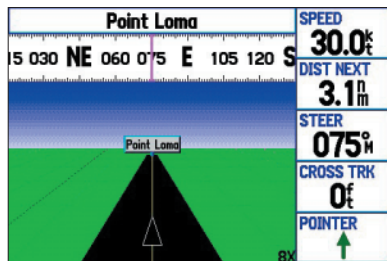 Point Loma
15 030 NE 060 075 E 105 120 S
Point Loma
8X
SPEED
30.0kt
DIST NEXT
3.1nm
STEER
075°M
CROSS TRK
0ft
POINTER